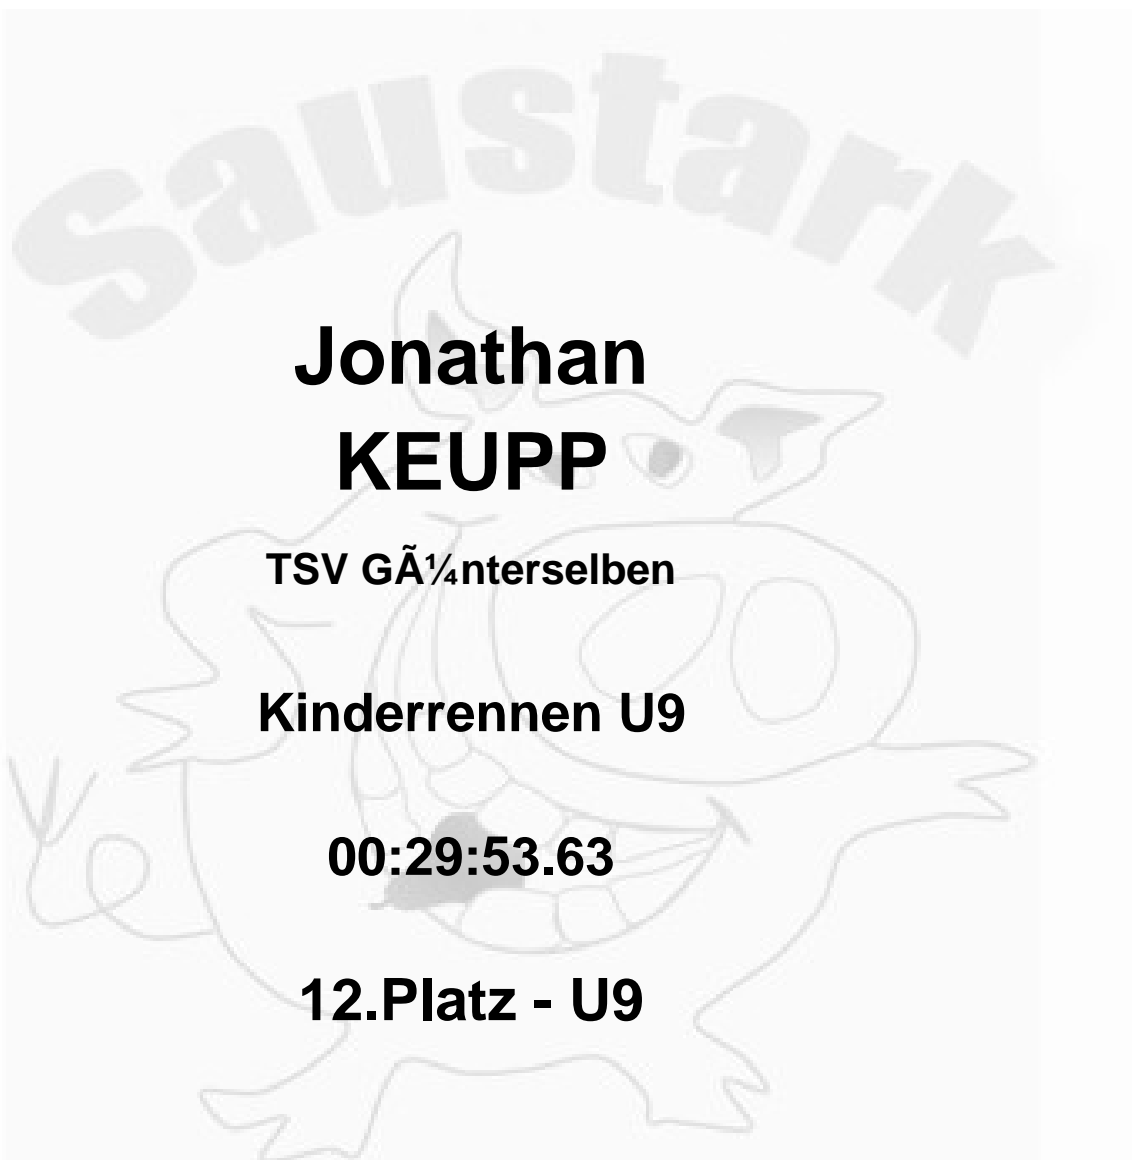 Saustark
Jonathan
KEUPP
TSV GÃ¼nterselben
Kinderrennen U9
00:29:53.63
12.Platz - U9